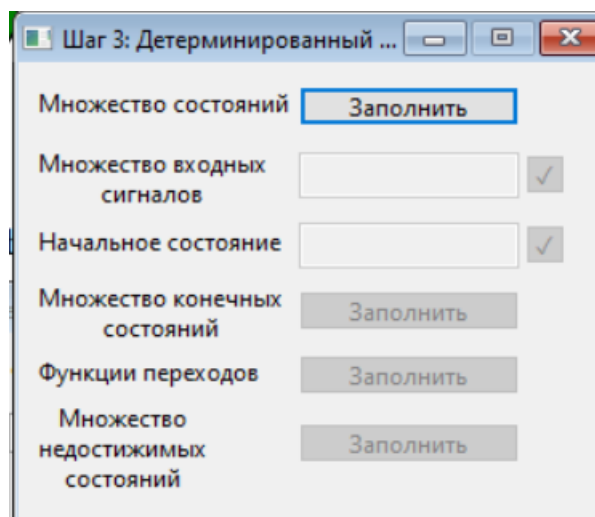 Шаг 3: Детерминированный ...
Множество состояний Заполнить
Множество входных
сигналов
Начальное состояние
Множество конечных
состояний
Заполнить
Функции переходов Заполнить
Множество
недостижимых
состояний
Заполнить